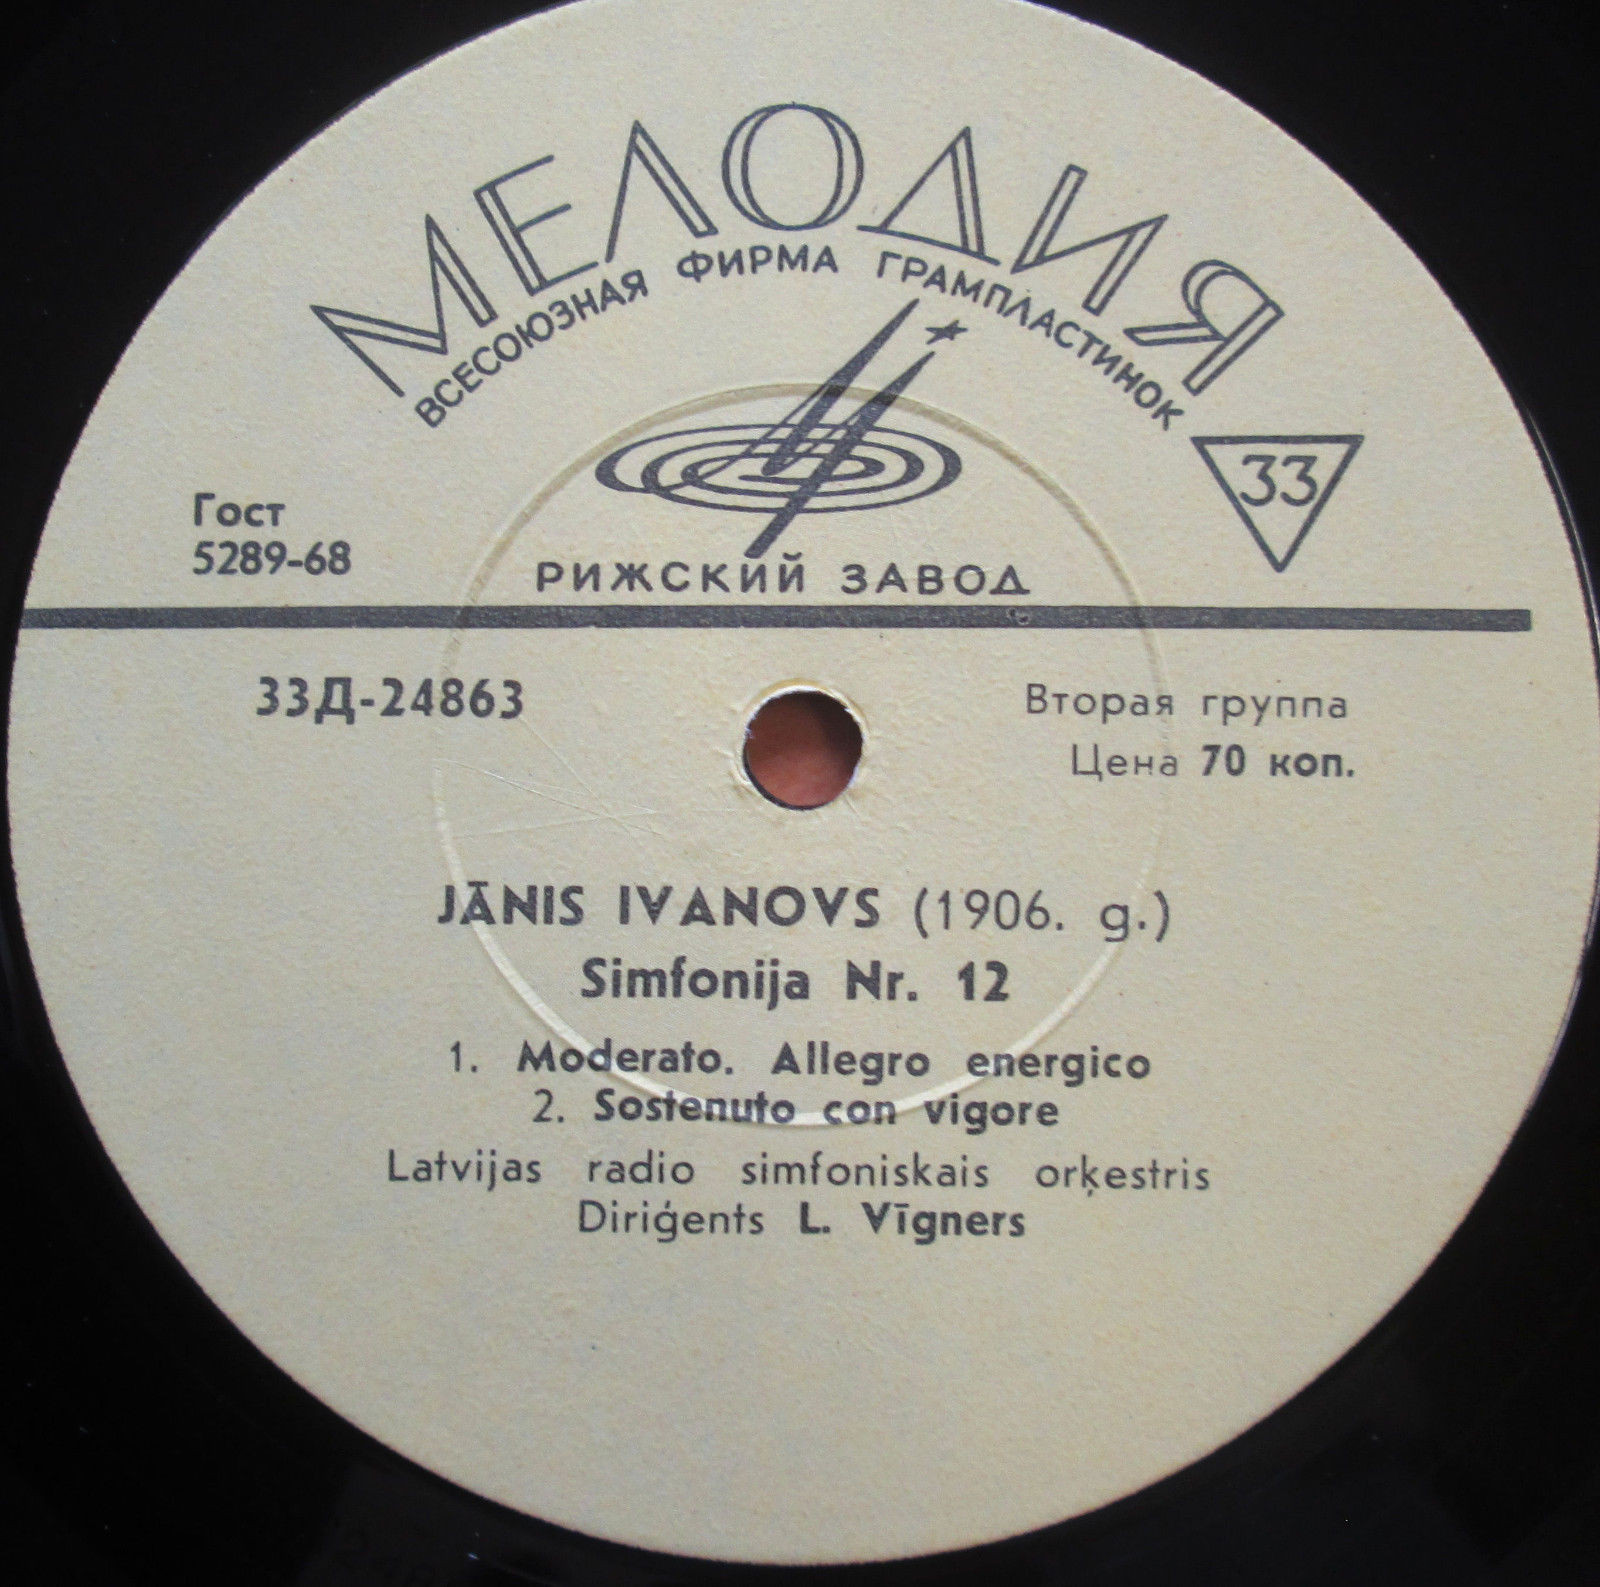 МЕЛОДИЯ
ВСЕСОЮЗНАЯ ФИРМА ГРАМПЛАСТИНОК
33
Гост
5289-68
РИЖСКИЙ ЗАВОД
33Д-24863
Вторая группа
Цена 70 коп.
JĀNIS IVANOVS (1906. g.)
Simfonija Nr. 12
1. Moderato. Allegro energico
2. Sostenuto con vigore
Latvijas radio simfoniskais orķestris
Diriģents L. Vīgners